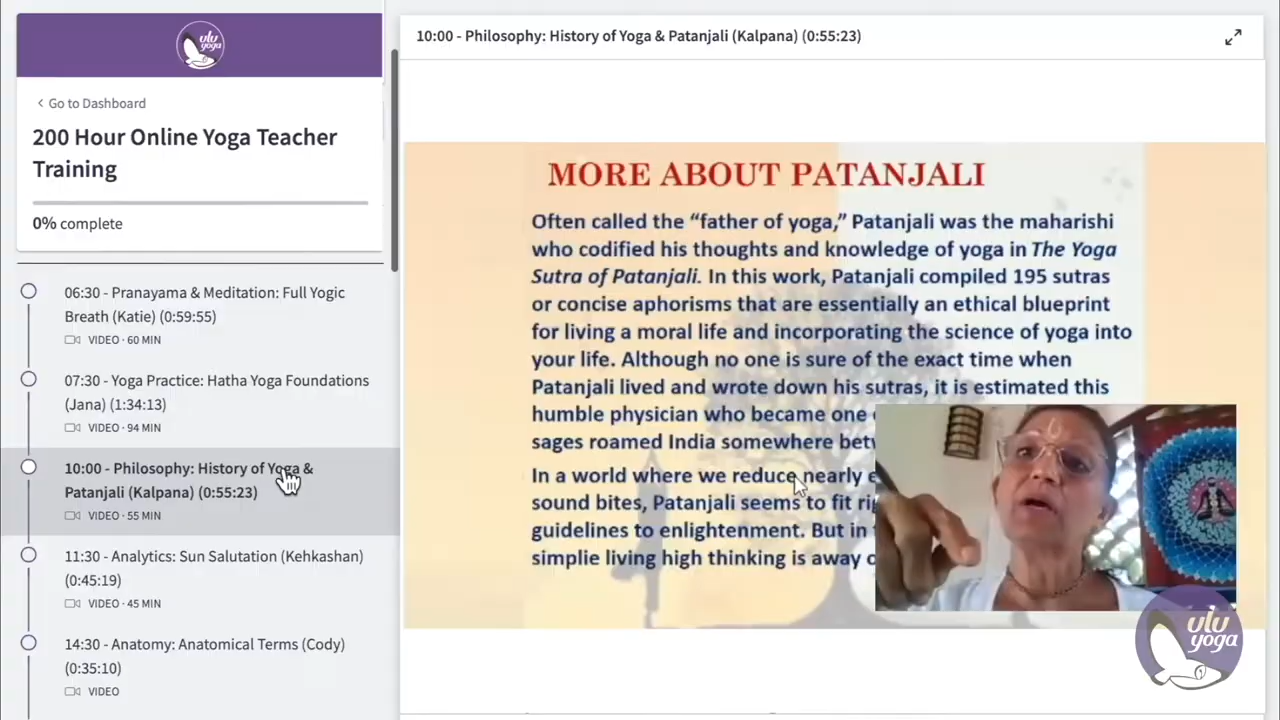 ulu
yoga
Go to Dashboard
200 Hour Online Yoga Teacher
Training
0% complete
06:30 - Pranayama & Meditation: Full Yogic
Breath (Katie) (0:59:55)
VIDEO · 60 MIN
07:30 - Yoga Practice: Hatha Yoga Foundations
(Jana) (1:34:13)
VIDEO · 94 MIN
10:00 - Philosophy: History of Yoga &
Patanjali (Kalpana) (0:55:23)
VIDEO · 55 MIN
11:30 - Analytics: Sun Salutation (Kehkashan)
(0:45:19)
VIDEO · 45 MIN
14:30 - Anatomy: Anatomical Terms (Cody)
(0:35:10)
VIDEO
10:00 - Philosophy: History of Yoga & Patanjali (Kalpana) (0:55:23)
MORE ABOUT PATANJALI
Often called the “father of yoga,” Patanjali was the maharishi
who codified his thoughts and knowledge of yoga in The Yoga
Sutra of Patanjali. In this work, Patanjali compiled 195 sutras
or concise aphorisms that are essentially an ethical blueprint
for living a moral life and incorporating the science of yoga into
your life. Although no one is sure of the exact time when
Patanjali lived and wrote down his sutras, it is estimated this
humble physician who became one
sages roamed India somewhere
In a world where we reduce nearly
sound bites, Patanjali seems to fit
guidelines to enlightenment. But in
simplie living high thinking is away
ulu
yoga